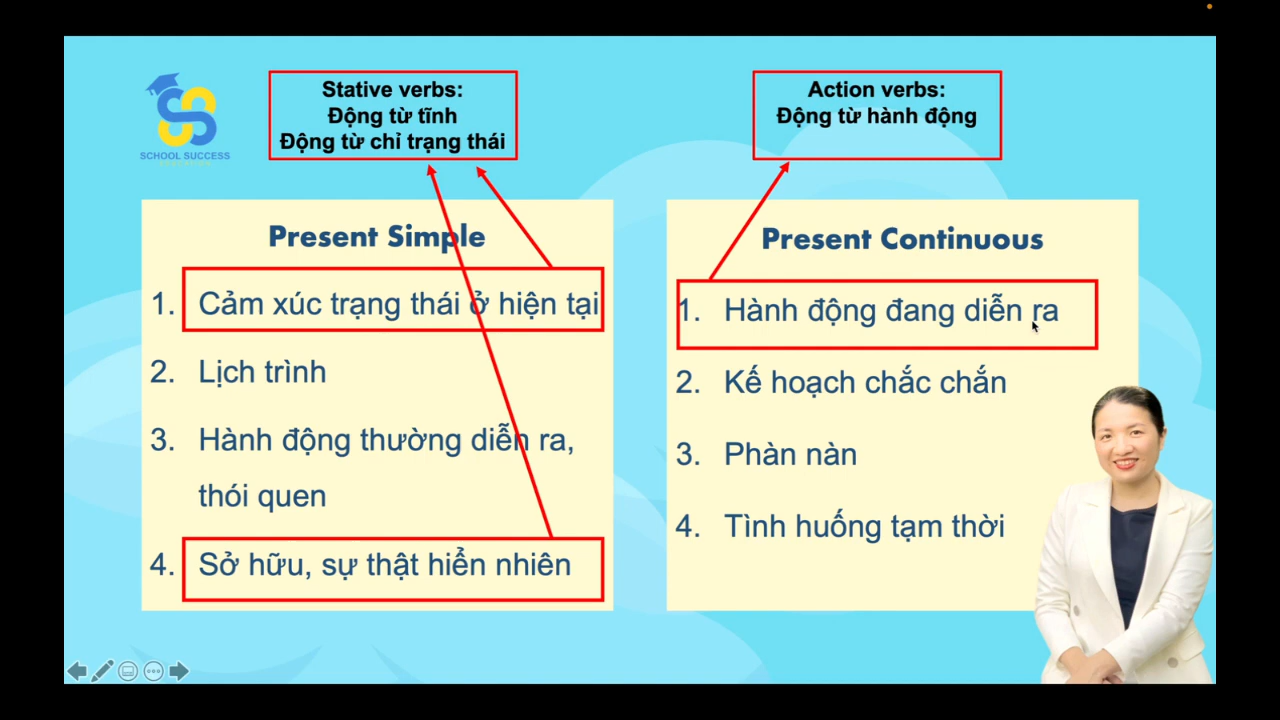 Stative verbs:
Động từ tĩnh
Động từ chỉ trạng thái
Action verbs:
Động từ hành động
SCHOOL SUCCESS
Present Simple
1. Cảm xúc trạng thái ở hiện tại
2. Lịch trình
3. Hành động thường diễn ra,
thói quen
4. Sở hữu, sự thật hiển nhiên
Present Continuous
1. Hành động đang diễn ra
2. Kế hoạch chắc chắn
3. Phàn nàn
4. Tình huống tạm thời